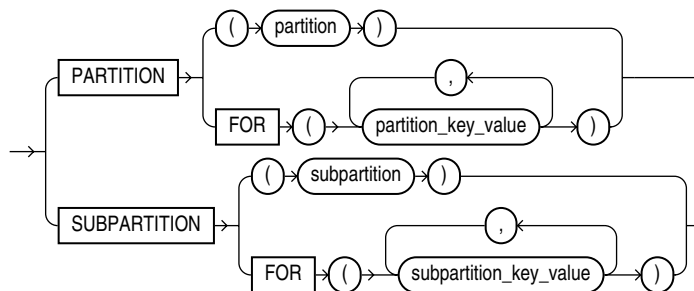 ( partition )
PARTITION
,
FOR ( partition_key_value )
( subpartition )
SUBPARTITION
,
FOR ( subpartition_key_value )